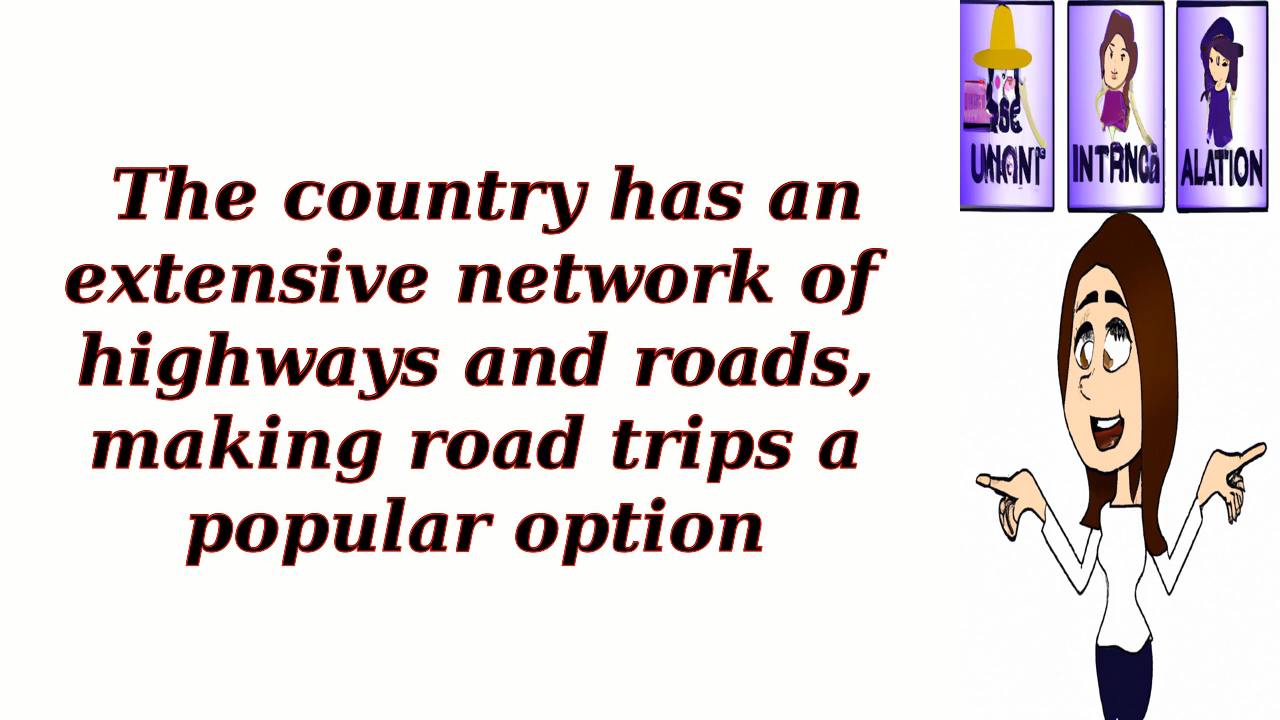 The country has an
extensive network of
highways and roads,
making road trips a
popular option
ALATION